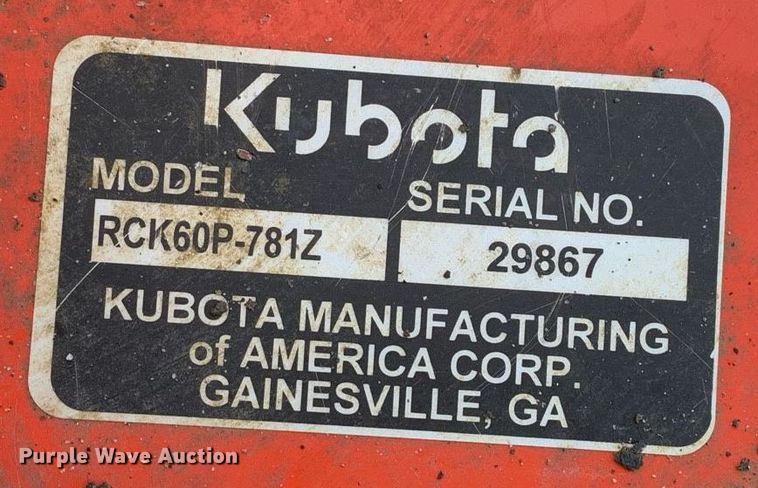 Kubota
MODEL SERIAL NO.
RCK60P-781Z 29867
KUBOTA MANUFACTURING
of AMERICA CORP.
GAINESVILLE, GA
Purple Wave Auction